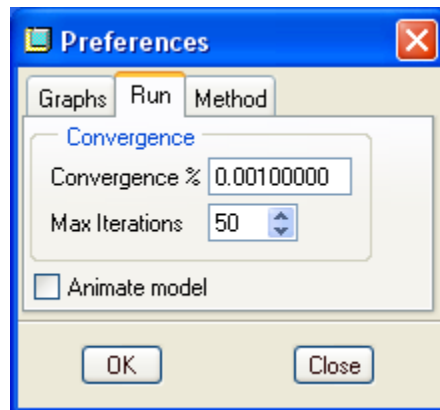 Preferences
Graphs Run Method
Convergence
Convergence % 0.00100000
Max Iterations 50
Animate model
OK Close